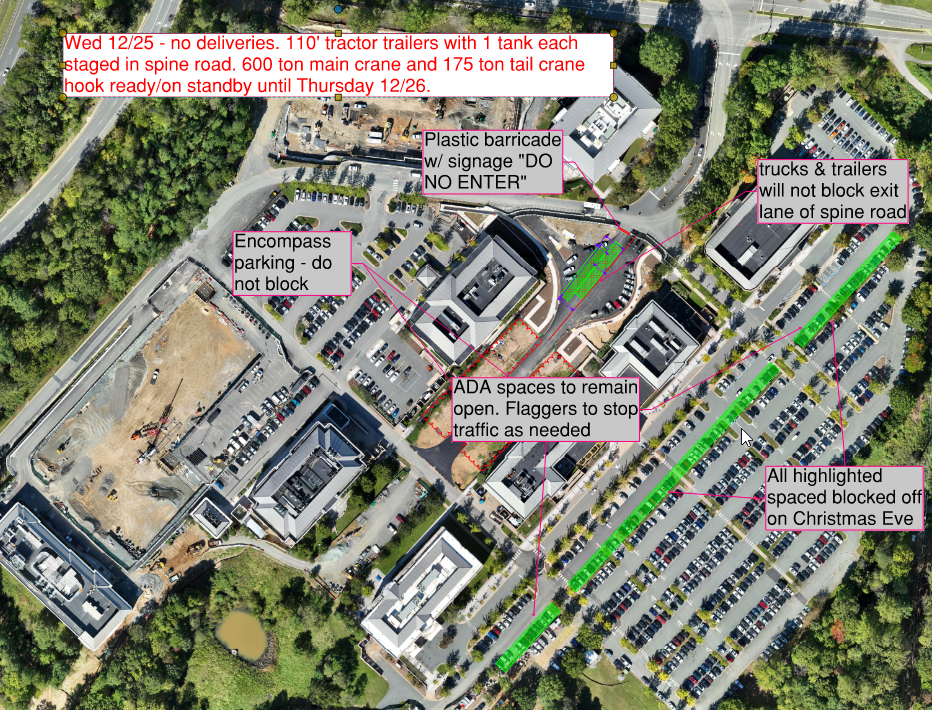 Wed 12/25 - no deliveries. 110' tractor trailers with 1 tank each
staged in spine road. 600 ton main crane and 175 ton tail crane
hook ready/on standby until Thursday 12/26.
Plastic barricade
w/ signage "DO
NO ENTER"
trucks & trailers
will not block exit
lane of spine road
Encompass
parking - do
not block
ADA spaces to remain
open. Flaggers to stop
traffic as needed
All highlighted
spaced blocked off
on Christmas Eve